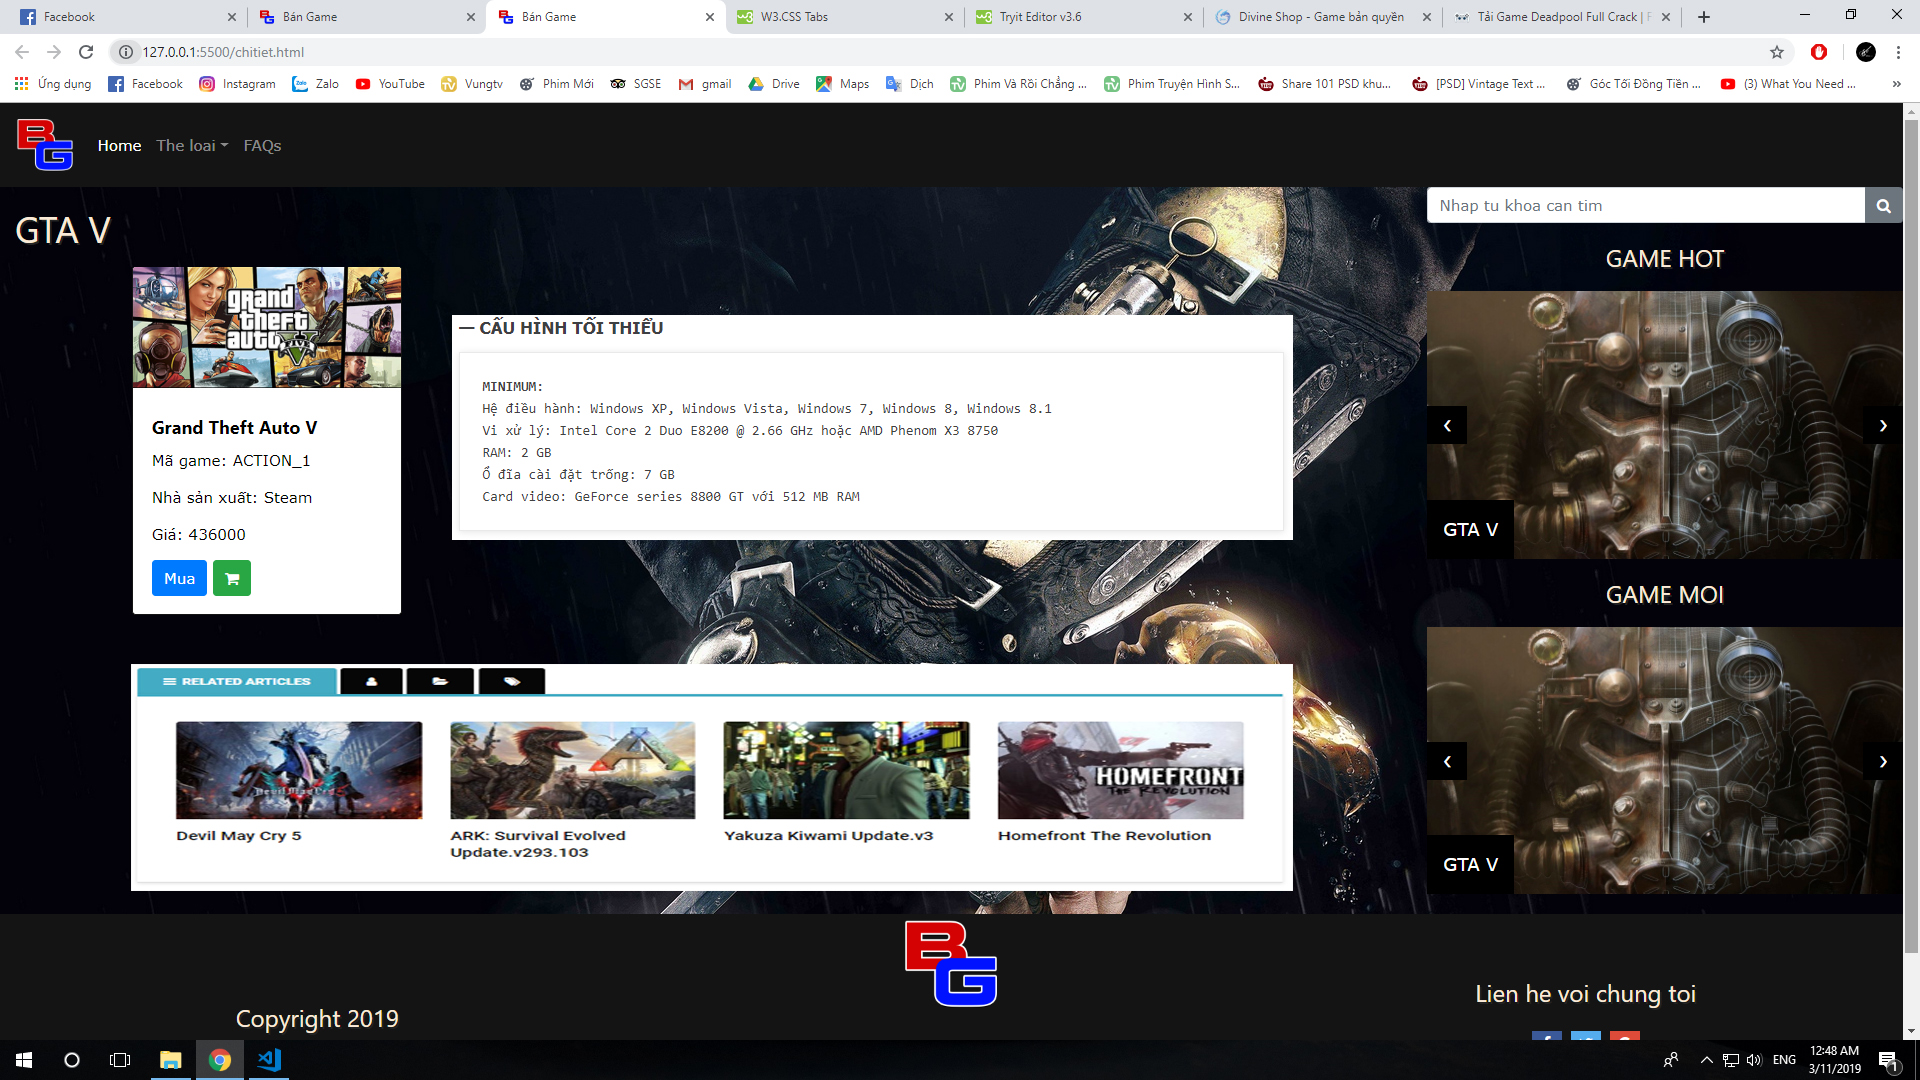 Facebook
Bán Game
Bán Game
W3.CSS Tabs
Tryit Editor v3.6
Divine Shop - Game bản quyền
Tải Game Deadpool Full Crack | F
127.0.0.1:5500/chitiet.html
Ứng dụng
Facebook
Instagram
Zalo
YouTube
Vungtv
Phim Mới
SGSE
gmail
Drive
Maps
Dịch
Phim Và Rồi Chẳng ...
Phim Truyện Hình S...
Share 101 PSD khu...
[PSD] Vintage Text ...
Góc Tối Đồng Tiền ...
(3) What You Need ...
BG
Home
The loai
FAQs
GTA V
Nhap tu khoa can tim
GAME HOT
grand
theft
auto
FIVE
Grand Theft Auto V
Mã game: ACTION_1
Nhà sản xuất: Steam
Giá: 436000
Mua
— CẤU HÌNH TỐI THIỂU
MINIMUM:
Hệ điều hành: Windows XP, Windows Vista, Windows 7, Windows 8, Windows 8.1
Vi xử lý: Intel Core 2 Duo E8200 @ 2.66 GHz hoặc AMD Phenom X3 8750
RAM: 2 GB
Ổ đĩa cài đặt trống: 7 GB
Card video: GeForce series 8800 GT với 512 MB RAM
GTA V
GAME MOI
GTA V
RELATED ARTICLES
Devil May Cry
HOMEFRONT
THE REVOLUTION
Devil May Cry 5
ARK: Survival Evolved
Update.v293.103
Yakuza Kiwami Update.v3
Homefront The Revolution
BG
Copyright 2019
Lien he voi chung toi
ENG
12:48 AM
3/11/2019
1